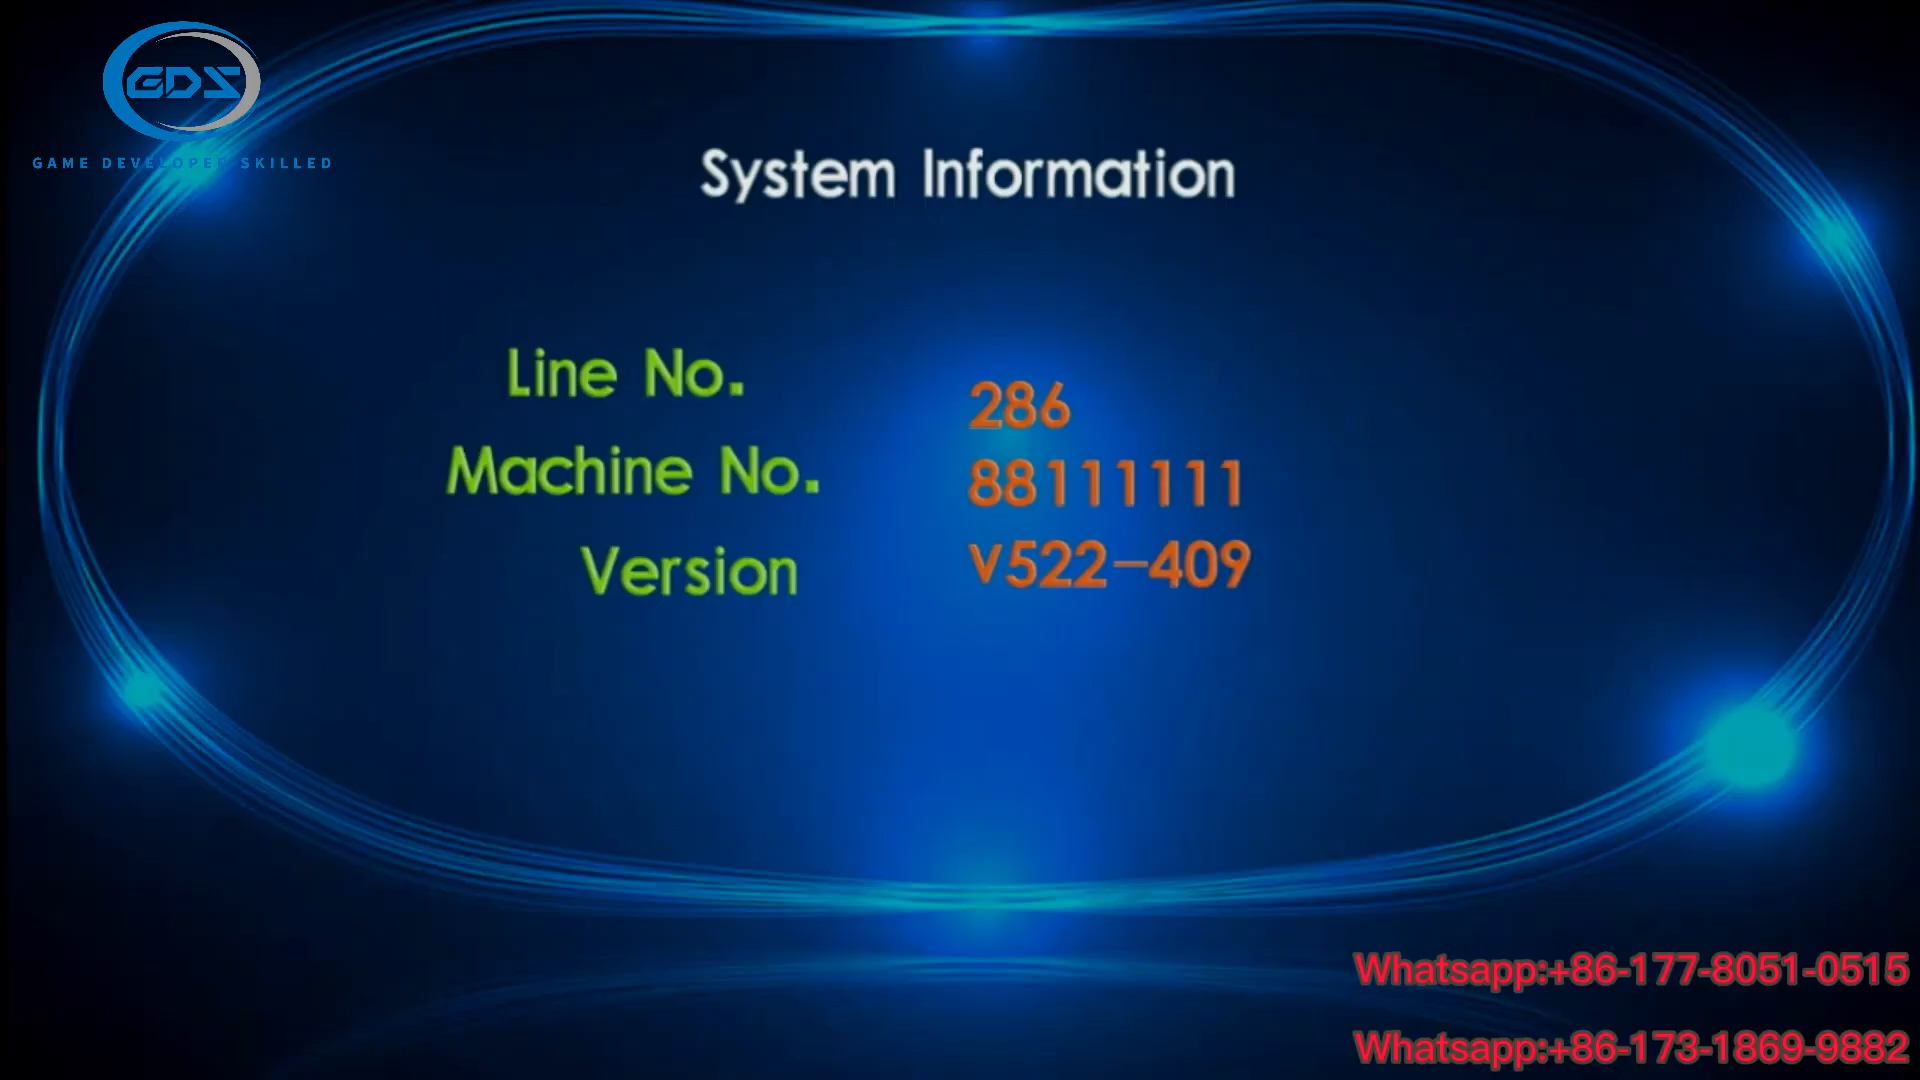 GDS
GAME DEVELOPER SKILLED
System Information
Line No.
286
Machine No.
88111111
Version
V522-409
Whatsapp:+86-177-8051-0515
Whatsapp:+86-173-1869-9882